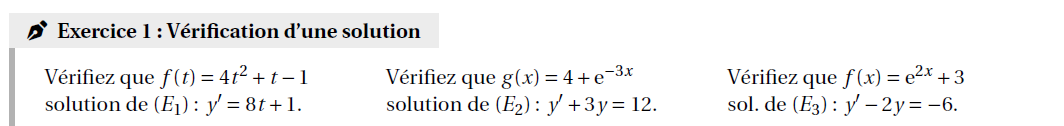 Exercice 1 : Vérification d'une solution
Vérifiez que f(t) = 4t² + t − 1
solution de (E₁) : y′ = 8t + 1.
Vérifiez que g(x) = 4 + e⁻³ˣ
solution de (E₂) : y′ + 3y = 12.
Vérifiez que f(x) = e²ˣ + 3
sol. de (E₃) : y′ − 2y = −6.